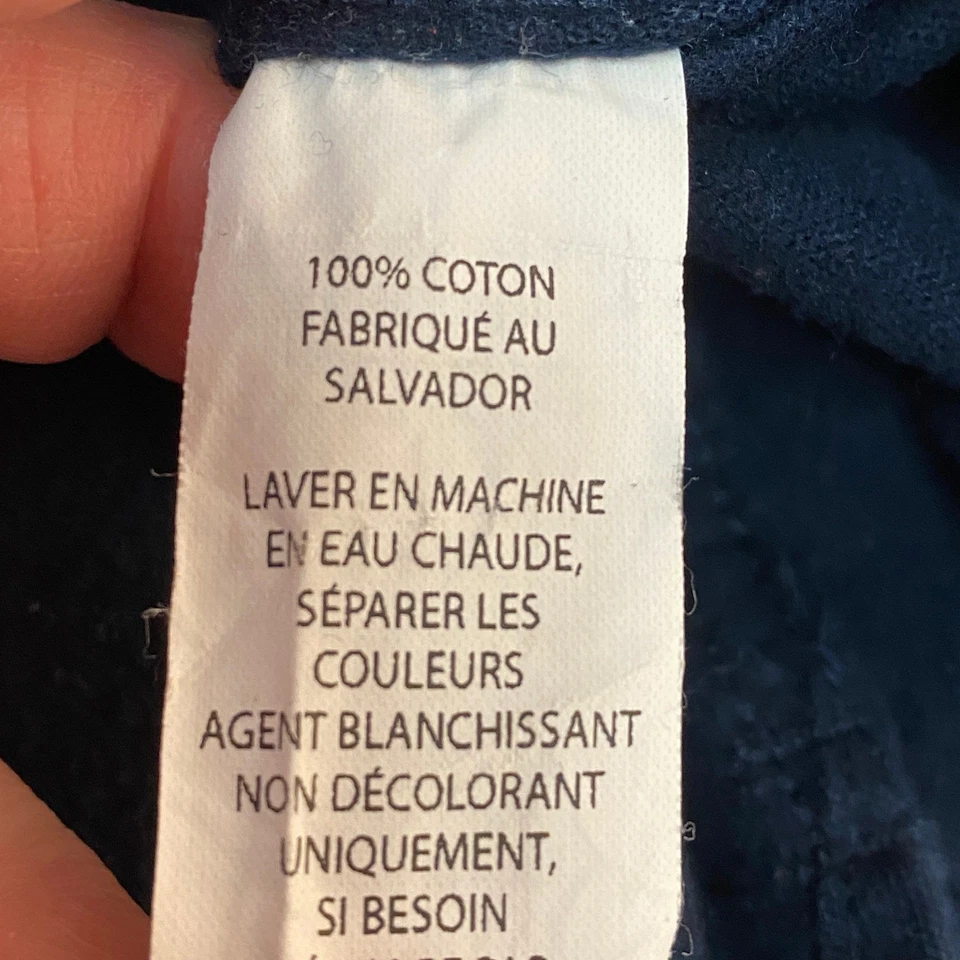 100% COTON
FABRIQUÉ AU
SALVADOR
LAVER EN MACHINE
EN EAU CHAUDE,
SÉPARER LES
COULEURS
AGENT BLANCHISSANT
NON DÉCOLORANT
UNIQUEMENT,
SI BESOIN